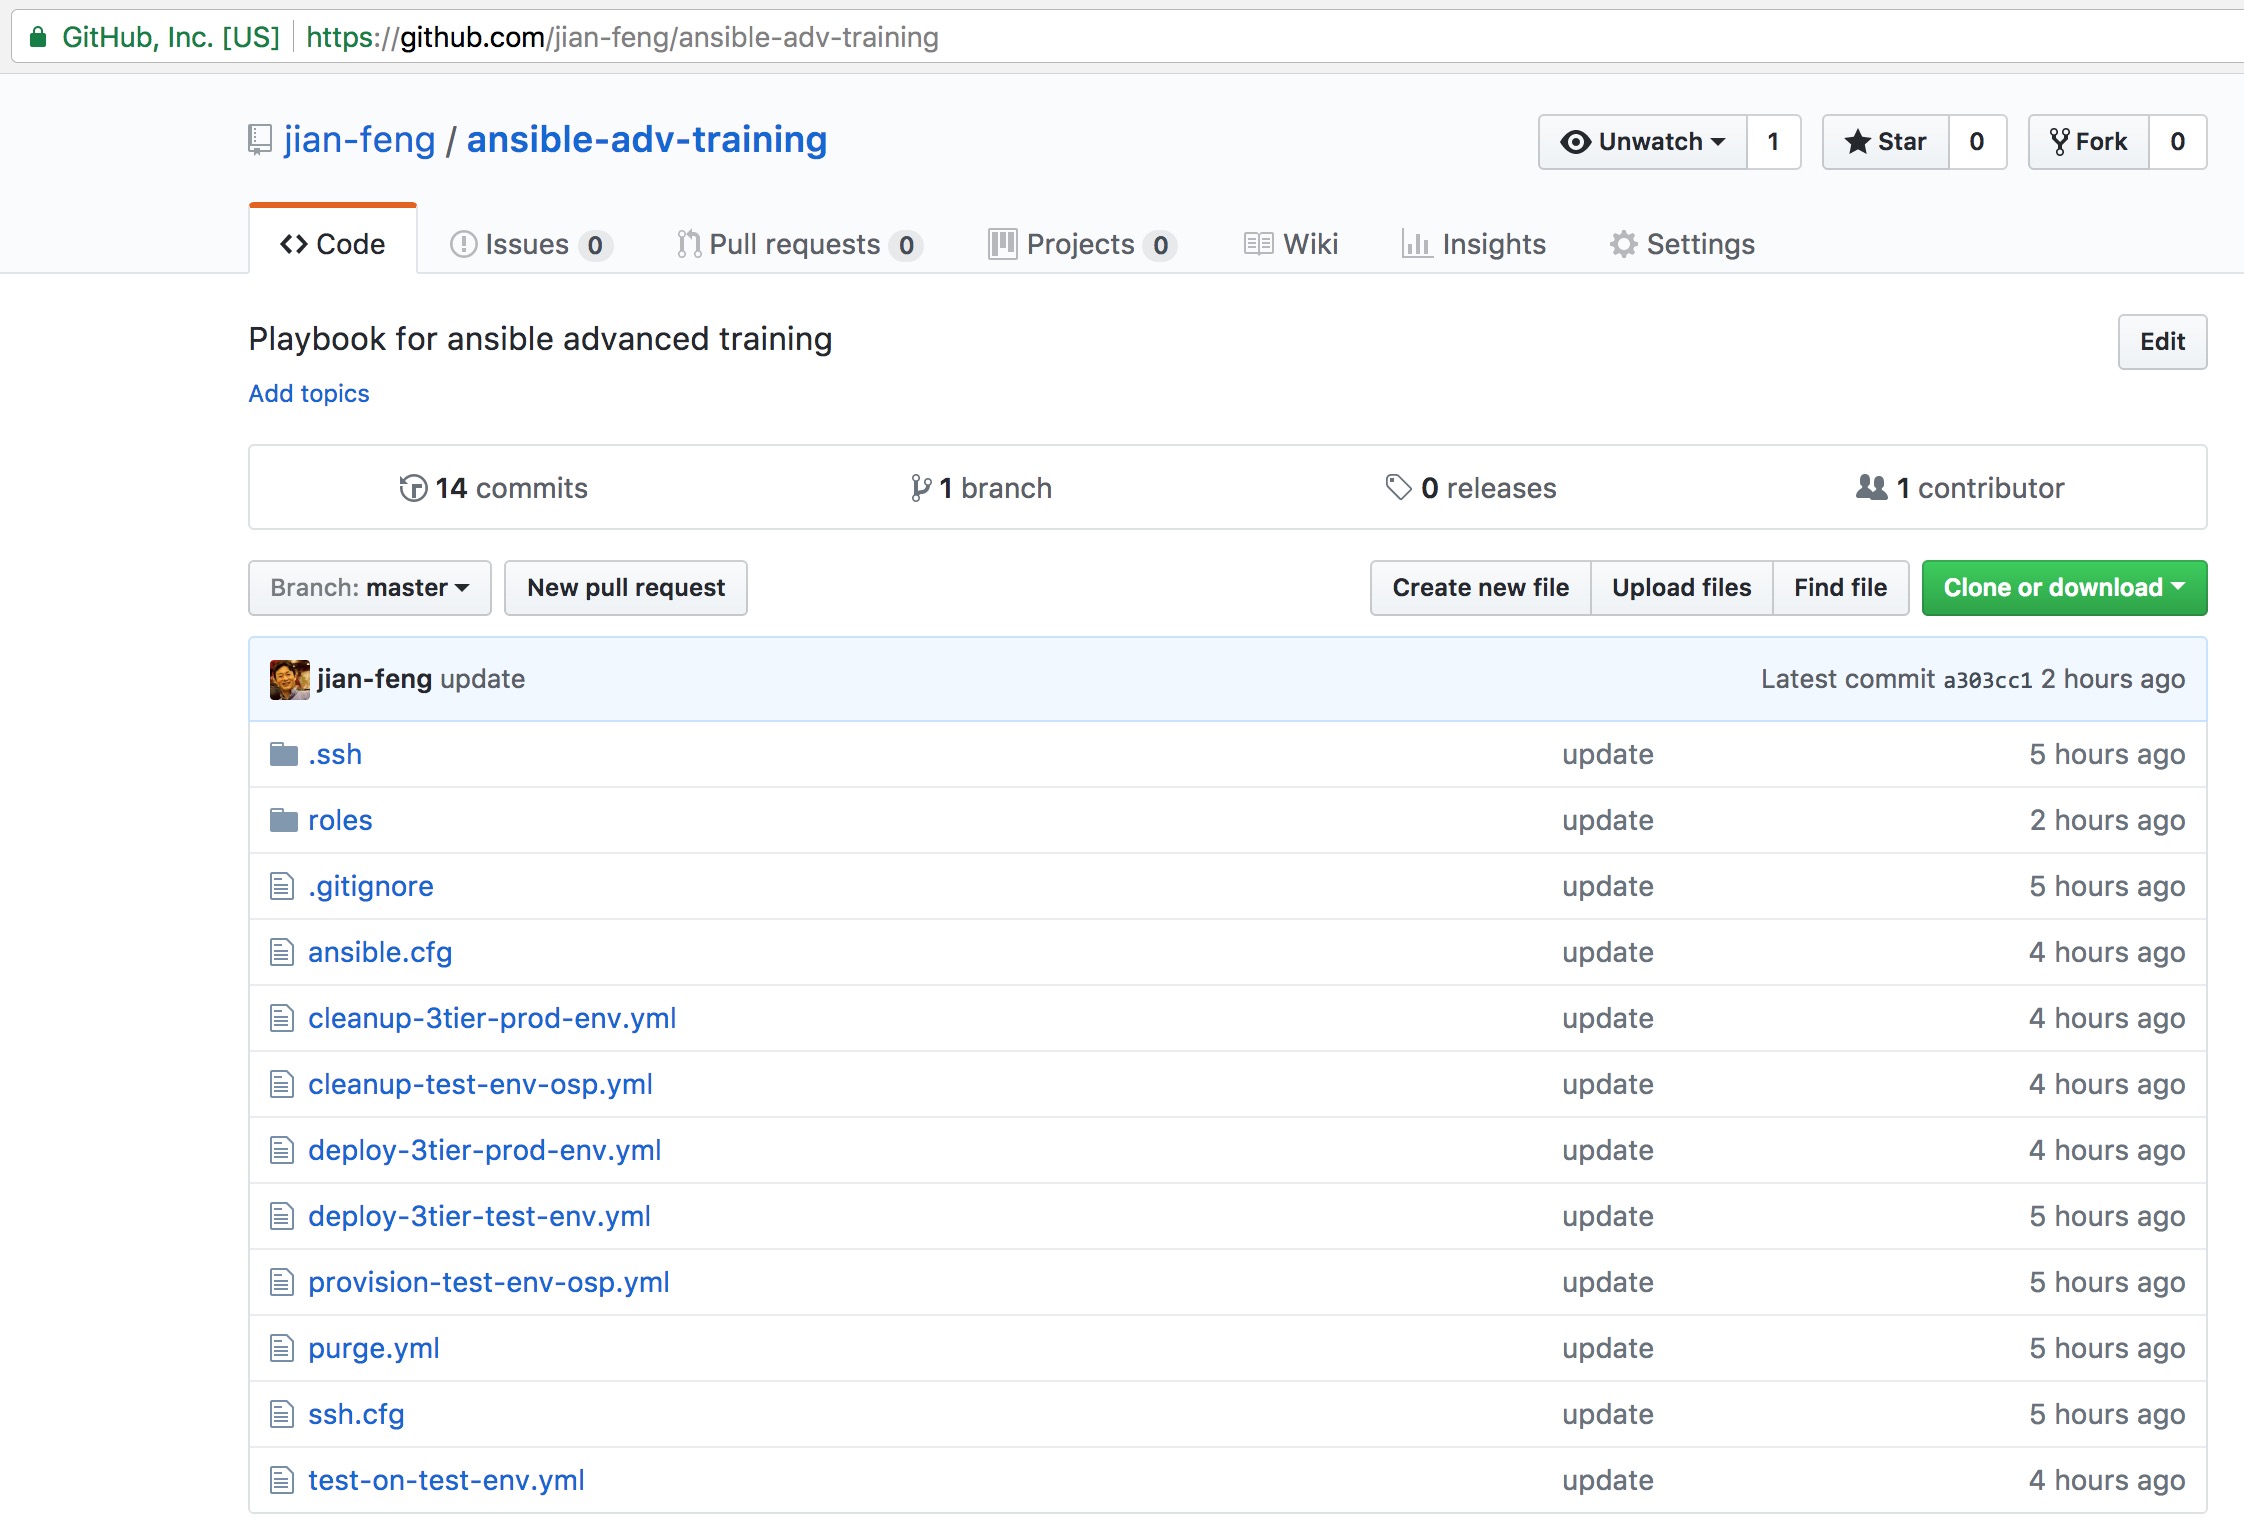 GitHub, Inc. [US] https://github.com/jian-feng/ansible-adv-training
jian-feng / ansible-adv-training Unwatch 1 Star 0 Fork 0
Code Issues 0 Pull requests 0 Projects 0 Wiki Insights Settings
Playbook for ansible advanced training Edit
Add topics
14 commits 1 branch 0 releases 1 contributor
Branch: master New pull request Create new file Upload files Find file Clone or download
jian-feng update Latest commit a303cc1 2 hours ago
.ssh update 5 hours ago
roles update 2 hours ago
.gitignore update 5 hours ago
ansible.cfg update 4 hours ago
cleanup-3tier-prod-env.yml update 4 hours ago
cleanup-test-env-osp.yml update 4 hours ago
deploy-3tier-prod-env.yml update 4 hours ago
deploy-3tier-test-env.yml update 5 hours ago
provision-test-env-osp.yml update 5 hours ago
purge.yml update 5 hours ago
ssh.cfg update 5 hours ago
test-on-test-env.yml update 4 hours ago